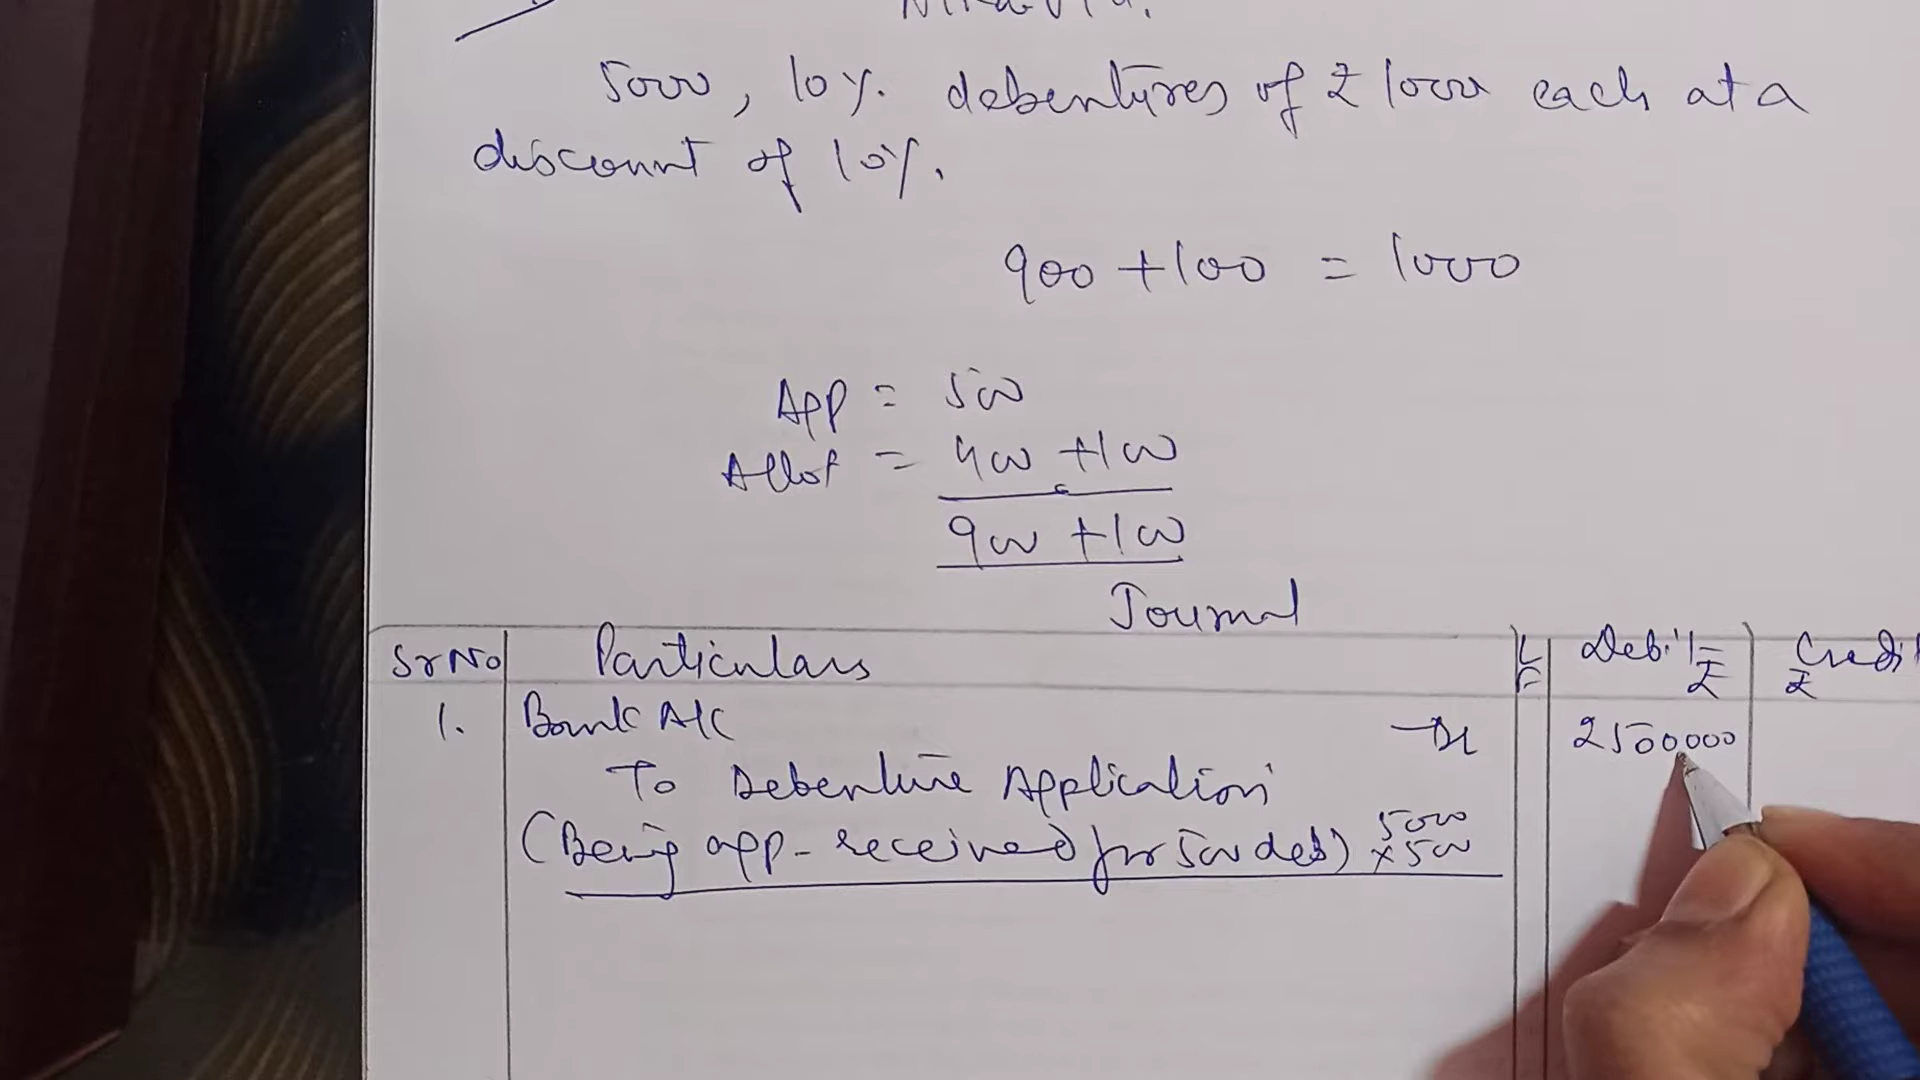 5000, 10%. debentures of ₹ 1000 each at a
discount of 10%.
900 + 100 = 1000
App = 500
Allot = 400 + 100
900 + 100
Journal
Sr No Particulars LF Debit ₹ Credit ₹
1. Bank A/c Dr 2500000
To Debenture Application
(Being app- received for 500 deb) 5000
x 500